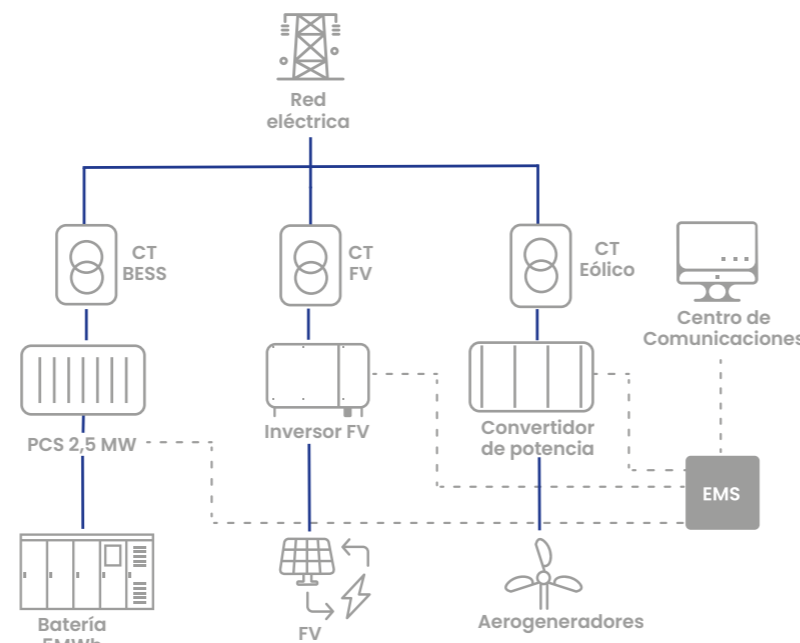 Red
eléctrica
CT
BESS
CT
FV
CT
Eólico
Centro de
Comunicaciones
PCS 2,5 MW
Inversor FV
Convertidor
de potencia
EMS
Batería
5MWh
FV
Aerogeneradores